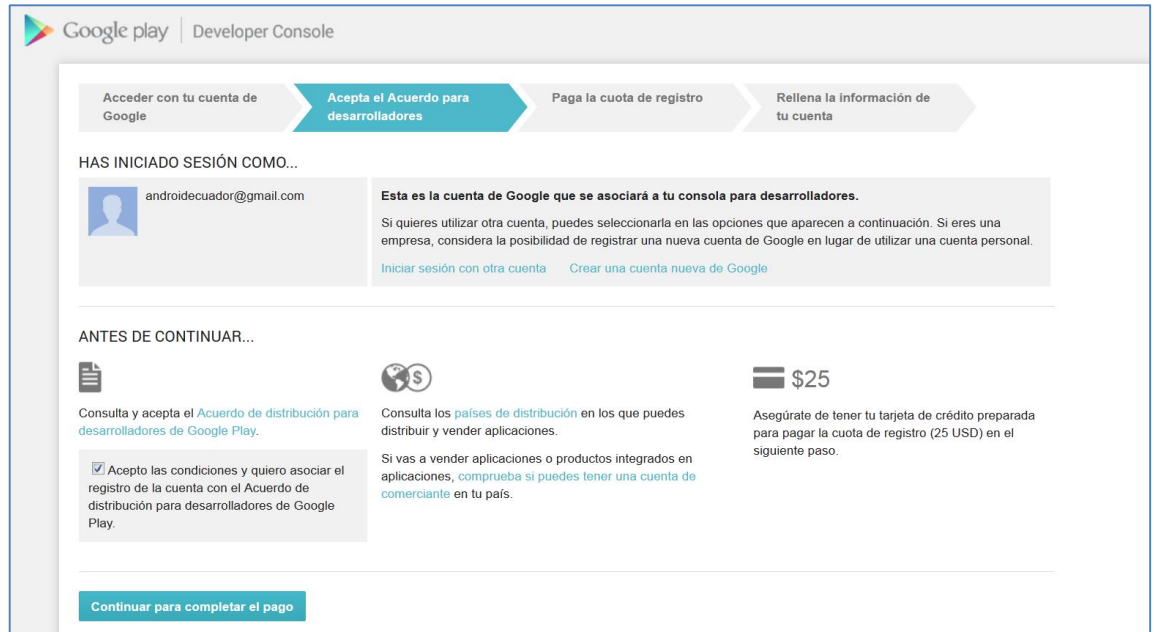 Google play | Developer Console
Acceder con tu cuenta de
Google
Acepta el Acuerdo para
desarrolladores
Paga la cuota de registro
Rellena la información de
tu cuenta
HAS INICIADO SESIÓN COMO...
androidecuador@gmail.com
Esta es la cuenta de Google que se asociará a tu consola para desarrolladores.
Si quieres utilizar otra cuenta, puedes seleccionarla en las opciones que aparecen a continuación. Si eres una
empresa, considera la posibilidad de registrar una nueva cuenta de Google en lugar de utilizar una cuenta personal.
Iniciar sesión con otra cuenta Crear una cuenta nueva de Google
ANTES DE CONTINUAR...
Consulta y acepta el Acuerdo de distribución para
desarrolladores de Google Play.
Acepto las condiciones y quiero asociar el
registro de la cuenta con el Acuerdo de
distribución para desarrolladores de Google
Play.
$
Consulta los países de distribución en los que puedes
distribuir y vender aplicaciones.
Si vas a vender aplicaciones o productos integrados en
aplicaciones, comprueba si puedes tener una cuenta de
comerciante en tu país.
$25
Asegúrate de tener tu tarjeta de crédito preparada
para pagar la cuota de registro (25 USD) en el
siguiente paso.
Continuar para completar el pago